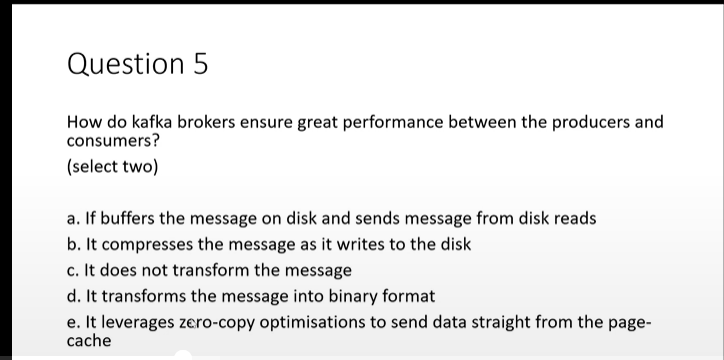 Question 5
How do kafka brokers ensure great performance between the producers and
consumers?
(select two)
a. If buffers the message on disk and sends message from disk reads
b. It compresses the message as it writes to the disk
c. It does not transform the message
d. It transforms the message into binary format
e. It leverages zero-copy optimisations to send data straight from the page-
cache